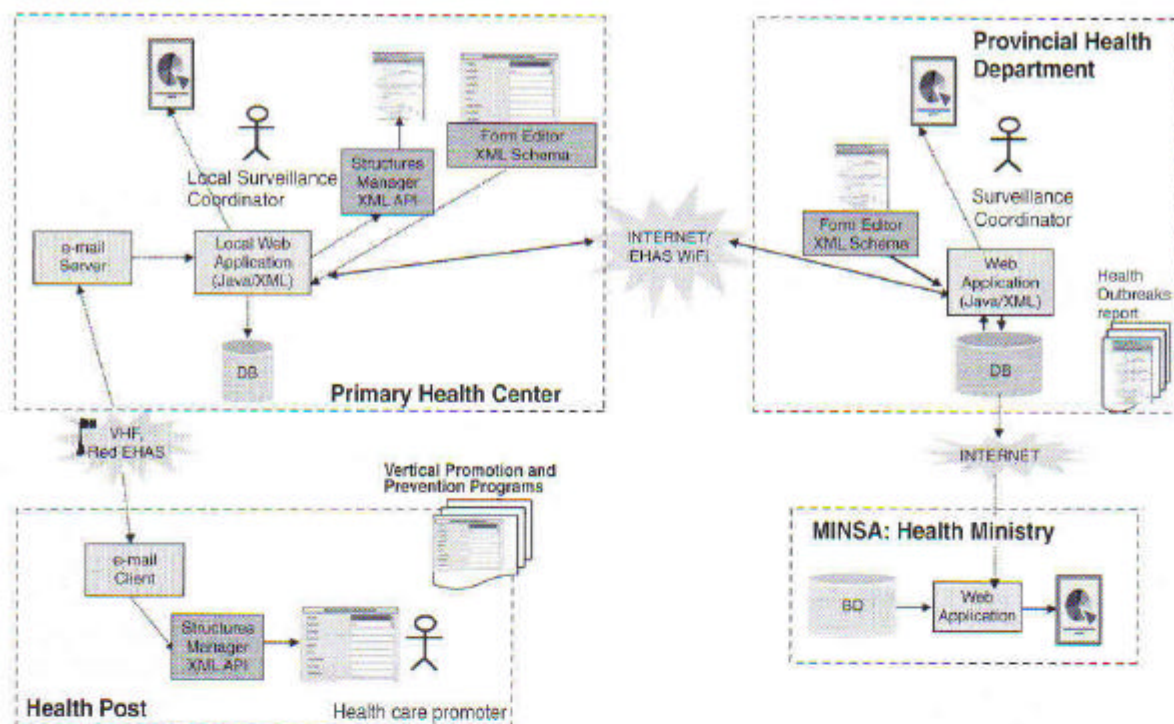 Local Surveillance
Coordinator
Structures
Manager
XML API
Form Editor
XML Schema
e-mail
Server
Local Web
Application
(Java/XML)
DB
Primary Health Center
INTERNET/
EHAS WiFi
Provincial Health
Department
Surveillance
Coordinator
Form Editor
XML Schema
Web
Application
(Java/XML)
Health
Outbreaks
report
DB
VHF,
Red EHAS
INTERNET
Vertical Promotion and
Prevention Programs
e-mail
Client
Structures
Manager
XML API
Health Post
Health care promoter
MINSA: Health Ministry
BD
Web
Application